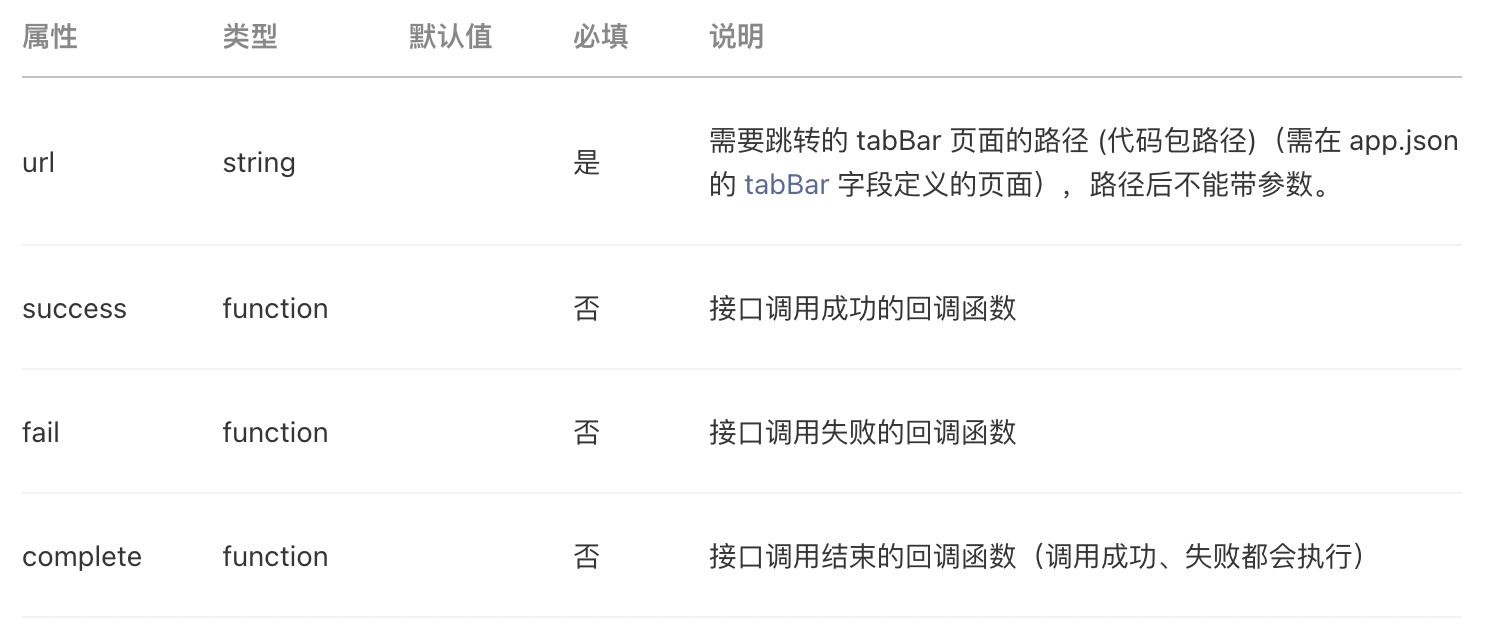 属性 类型 默认值 必填 说明
url string 是 需要跳转的 tabBar 页面的路径 (代码包路径)（需在 app.json
的 tabBar 字段定义的页面），路径后不能带参数。
success function 否 接口调用成功的回调函数
fail function 否 接口调用失败的回调函数
complete function 否 接口调用结束的回调函数（调用成功、失败都会执行）